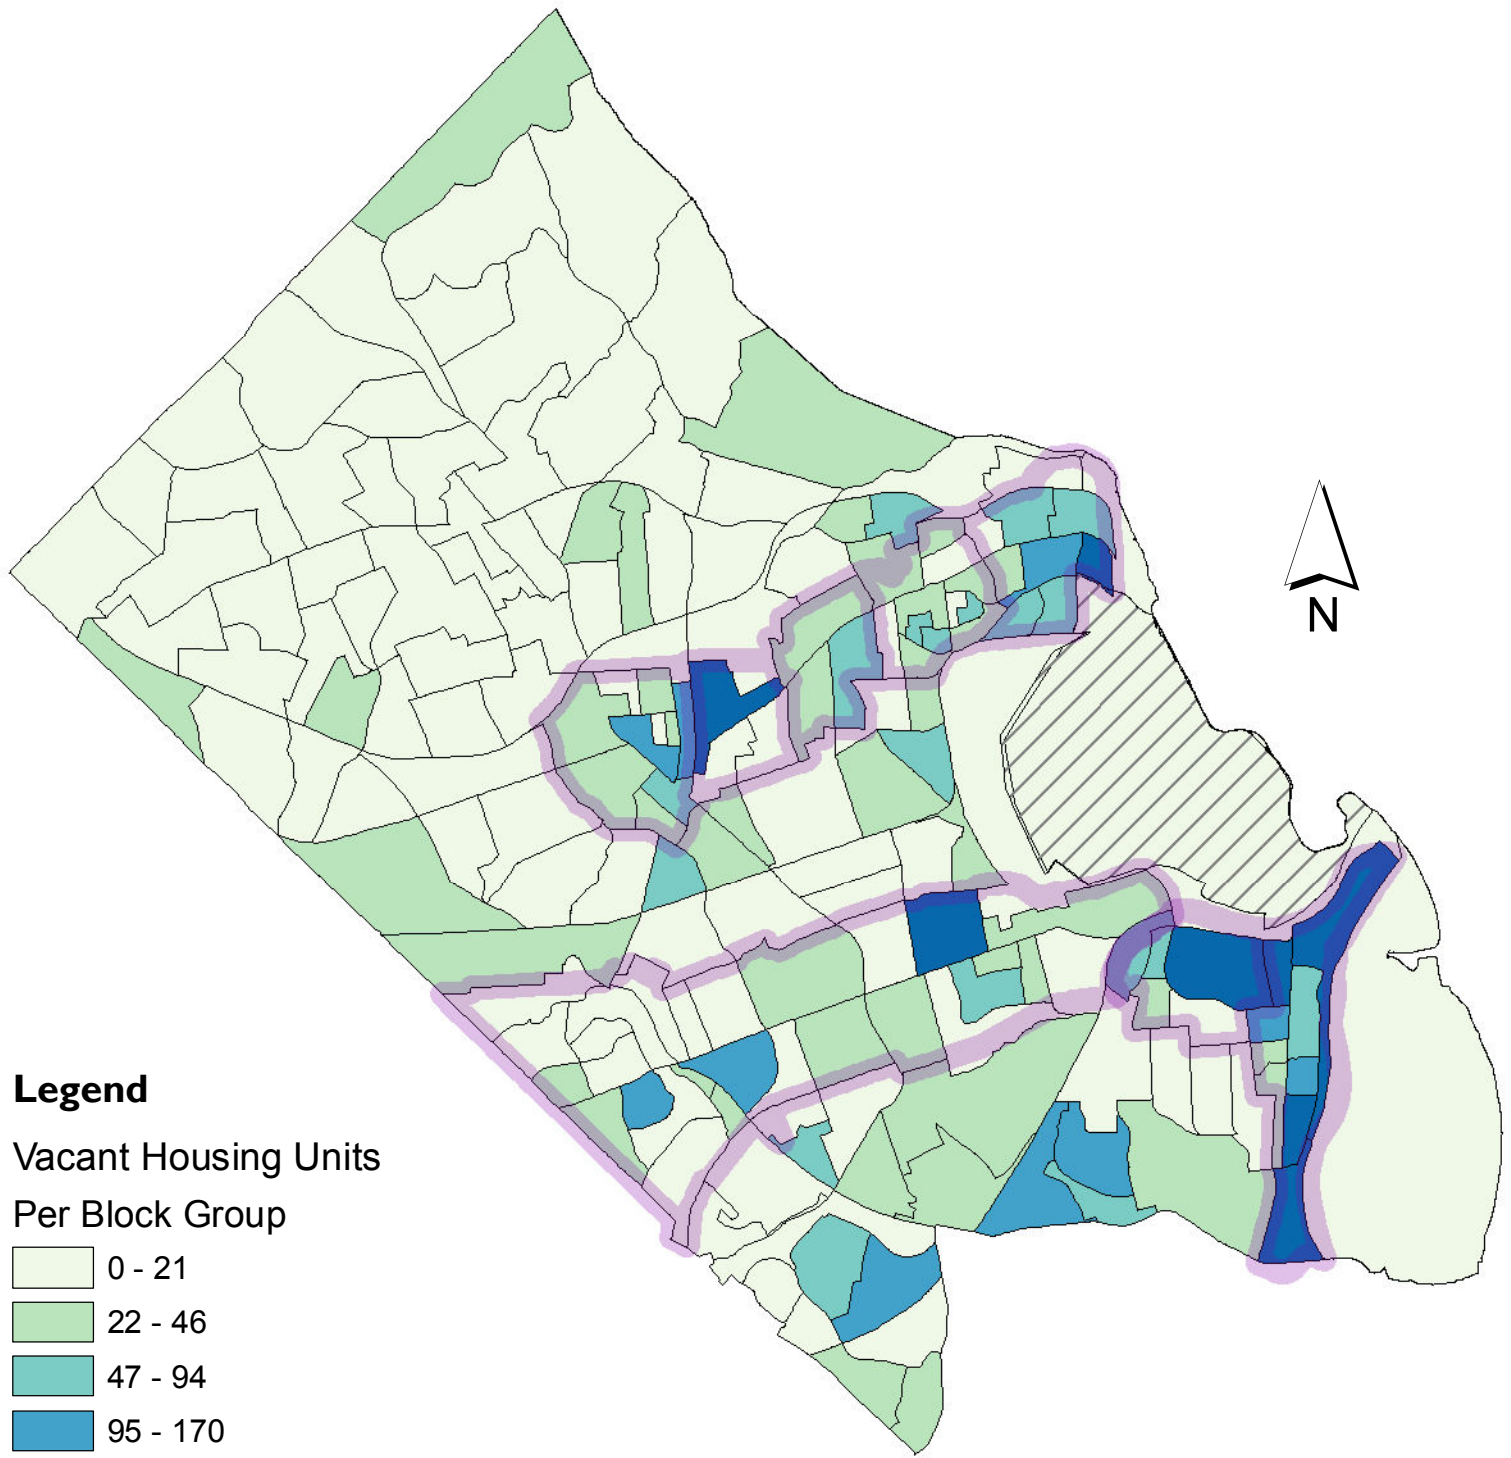 N
Legend
Vacant Housing Units
Per Block Group
0 - 21
22 - 46
47 - 94
95 - 170